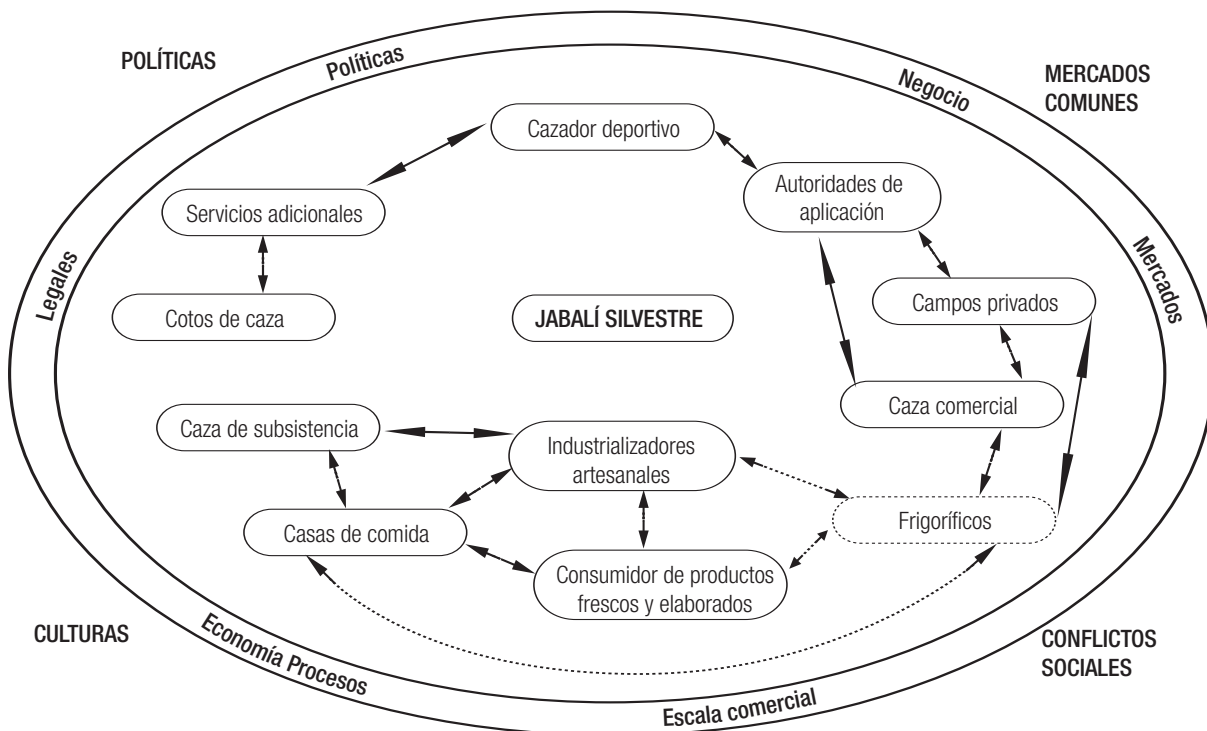 POLÍTICAS
Políticas
Negocio
MERCADOS
COMUNES
Cazador deportivo
Autoridades de
aplicación
Servicios adicionales
Legales
Mercados
Cotos de caza
JABALÍ SILVESTRE
Campos privados
Caza comercial
Caza de subsistencia
Industrializadores
artesanales
Casas de comida
Frigoríficos
Consumidor de productos
frescos y elaborados
CULTURAS
Economía Procesos
Escala comercial
CONFLICTOS
SOCIALES